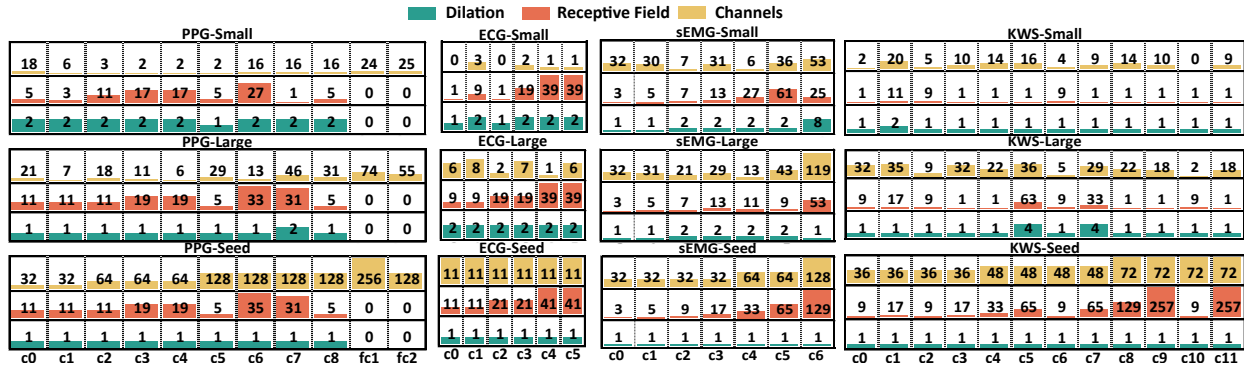 Dilation Receptive Field Channels
PPG-Small ECG-Small sEMG-Small KWS-Small
18 6 3 2 2 2 16 16 16 24 25 0 3 0 2 1 1 32 30 7 31 6 36 53 2 20 5 10 14 16 4 9 14 10 0 9
5 3 11 17 17 5 27 1 5 0 0 1 9 1 19 39 39 3 5 7 13 27 61 25 1 11 9 1 1 1 9 1 1 1 1 1
2 2 2 2 2 1 2 2 2 0 0 1 2 1 2 2 2 1 1 2 2 2 2 8 1 2 1 1 1 1 1 1 1 1 1 1
PPG-Large ECG-Large sEMG-Large KWS-Large
21 7 18 11 6 29 13 46 31 74 55 6 8 2 7 1 6 32 31 21 29 13 43 119 32 35 9 32 22 36 5 29 22 18 2 18
11 11 11 19 19 5 33 31 5 0 0 9 9 19 19 39 39 3 5 7 13 11 9 53 9 17 9 1 1 63 9 33 1 1 9 1
1 1 1 1 1 1 1 2 1 0 0 2 2 2 2 2 2 1 1 2 2 2 2 1 1 1 1 1 1 4 1 4 1 1 1 1
PPG-Seed ECG-Seed sEMG-Seed KWS-Seed
32 32 64 64 64 128 128 128 128 256 128 11 11 11 11 11 11 32 32 32 32 64 64 128 36 36 36 36 48 48 48 48 72 72 72 72
11 11 11 19 19 5 35 31 5 0 0 11 11 21 21 41 41 3 5 9 17 33 65 129 9 17 9 17 33 65 9 65 129 257 9 257
1 1 1 1 1 1 1 1 1 0 0 1 1 1 1 1 1 1 1 1 1 1 1 1 1 1 1 1 1 1 1 1 1 1 1 1
c0 c1 c2 c3 c4 c5 c6 c7 c8 fc1 fc2 c0 c1 c2 c3 c4 c5 c0 c1 c2 c3 c4 c5 c6 c0 c1 c2 c3 c4 c5 c6 c7 c8 c9 c10 c11